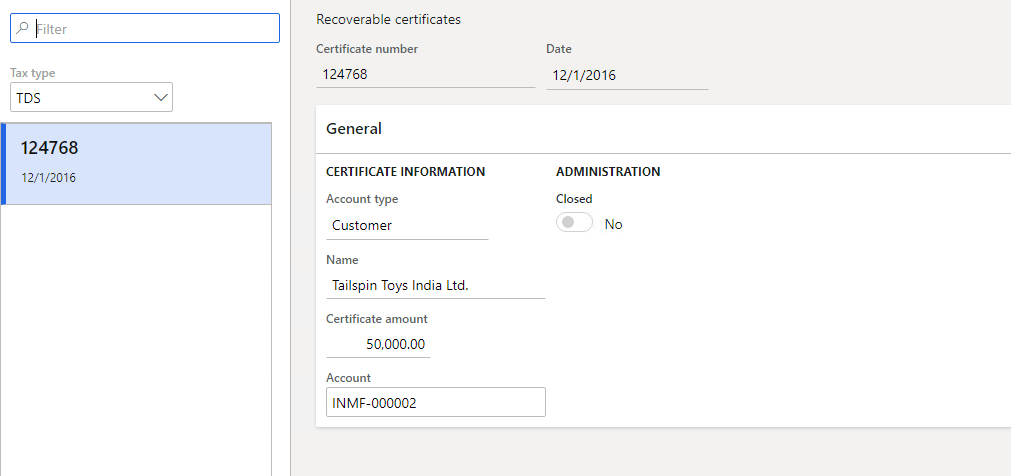 Filter
Tax type
TDS
124768
12/1/2016
Recoverable certificates
Certificate number
Date
124768
12/1/2016
General
CERTIFICATE INFORMATION
ADMINISTRATION
Account type
Closed
Customer
No
Name
Tailspin Toys India Ltd.
Certificate amount
50,000.00
Account
INMF-000002